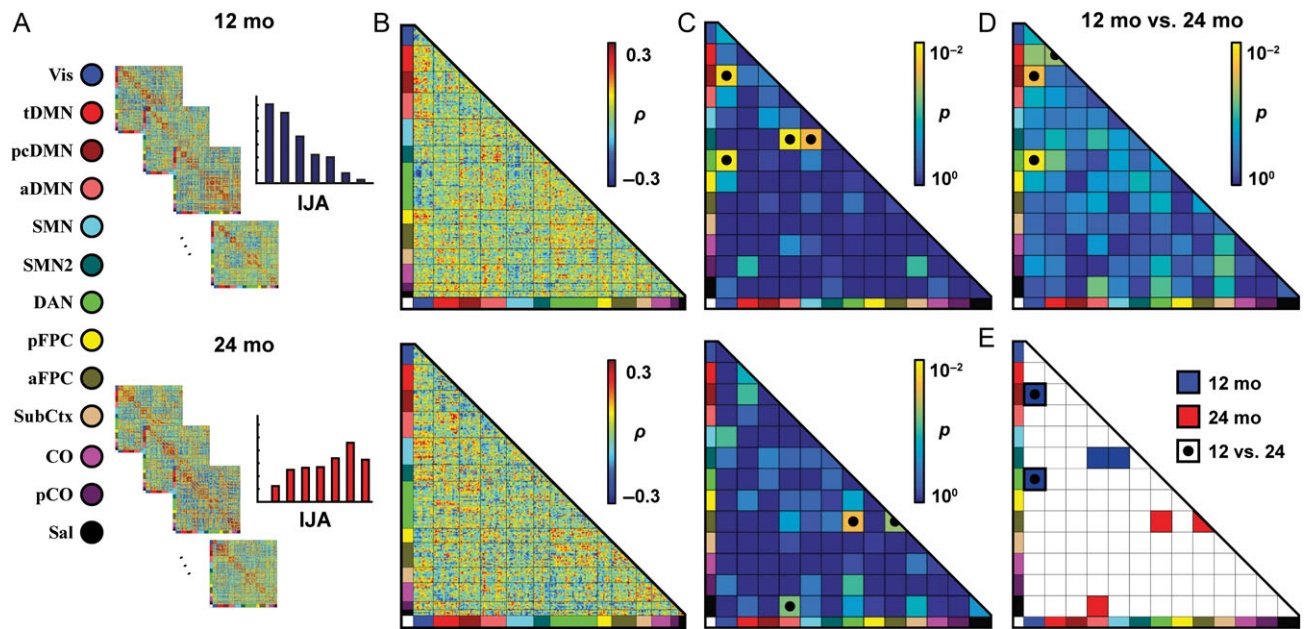 A
12 mo
Vis
tDMN
pcDMN
aDMN
SMN
SMN2
DAN
pFPC
aFPC
SubCtx
CO
pCO
Sal
IJA
24 mo
IJA
B
0.3
ρ
–0.3
0.3
ρ
–0.3
C
10⁻²
p
10⁰
10⁻²
p
10⁰
D
12 mo vs. 24 mo
10⁻²
p
10⁰
E
12 mo
24 mo
12 vs. 24